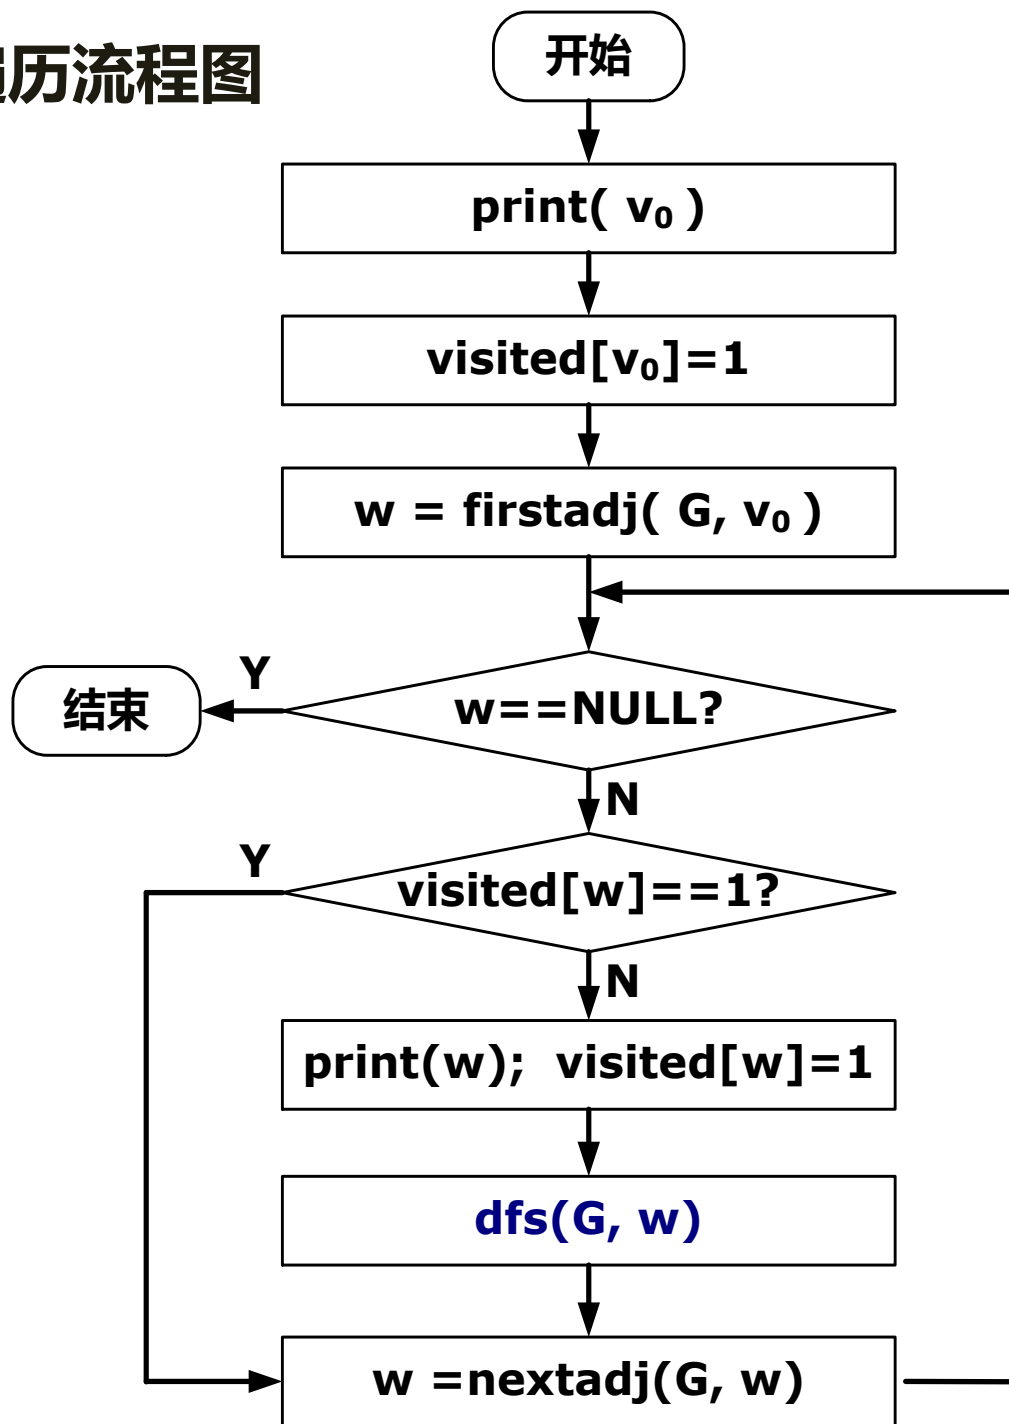 历流程图
开始
print( v₀ )
visited[v₀]=1
w = firstadj( G, v₀ )
Y
结束
w==NULL?
N
Y
visited[w]==1?
N
print(w); visited[w]=1
dfs(G, w)
w =nextadj(G, w)